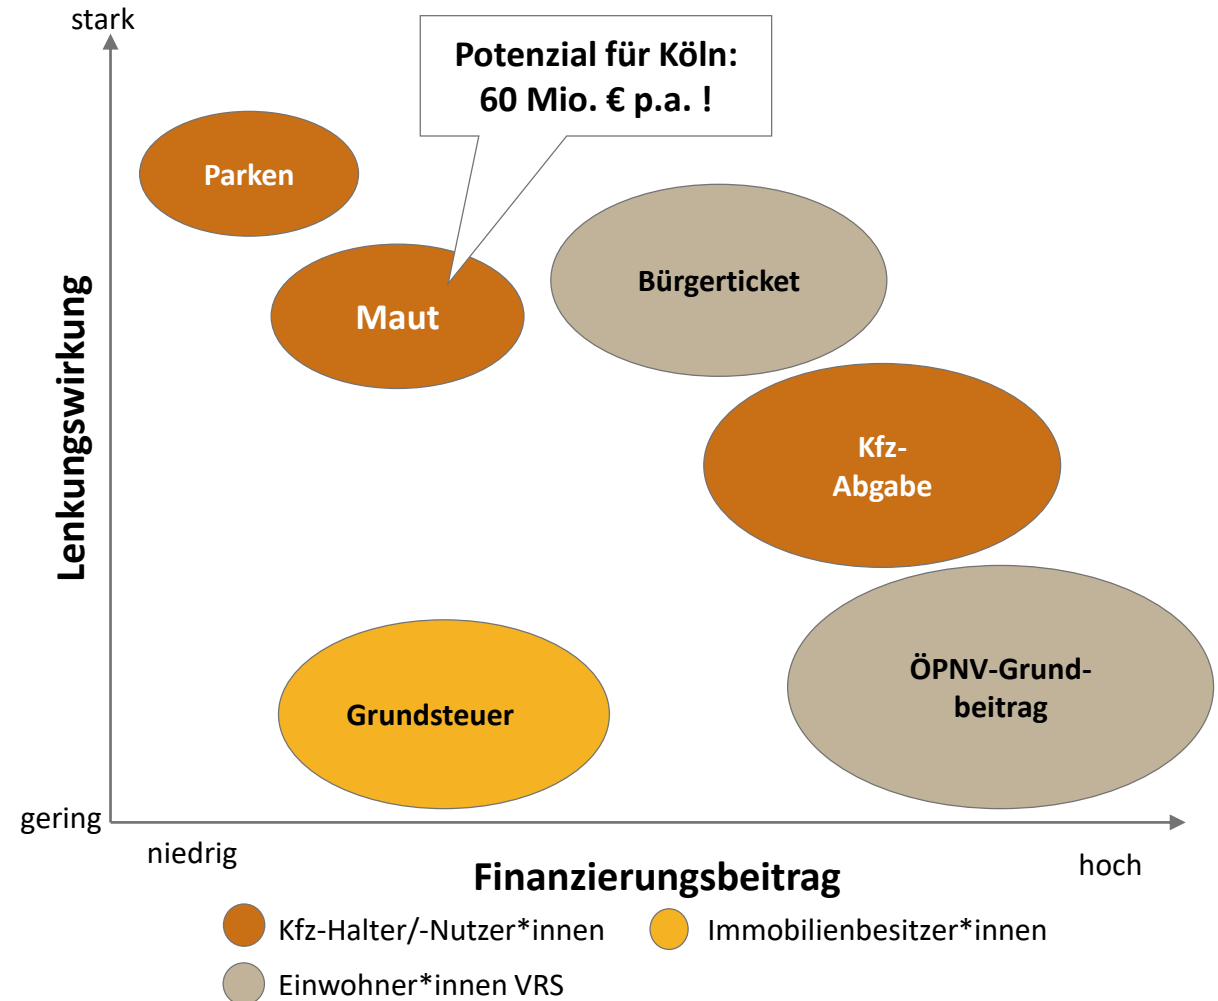 stark
Potenzial für Köln:
60 Mio. € p.a. !
Parken
Maut
Bürgerticket
Kfz-
Abgabe
Lenkungswirkung
ÖPNV-Grund-
beitrag
Grundsteuer
gering
niedrig
hoch
Finanzierungsbeitrag
Kfz-Halter/-Nutzer*innen
Immobilienbesitzer*innen
Einwohner*innen VRS